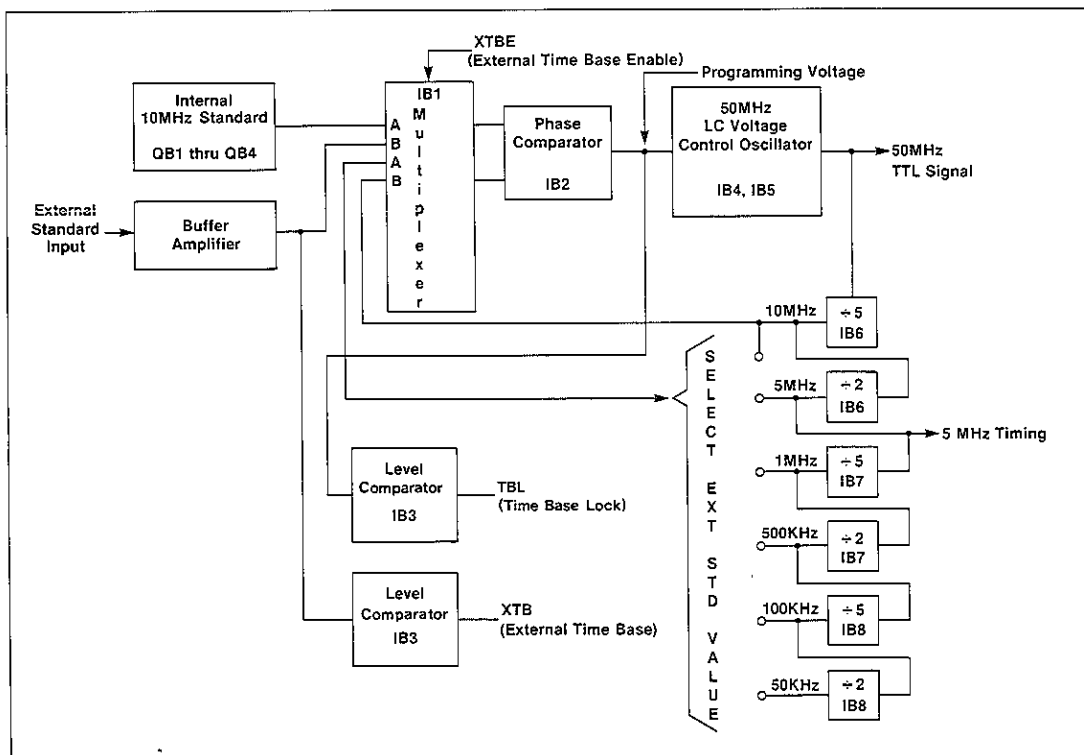 XTBE
(External Time Base Enable)
Programming Voltage
Internal
10MHz Standard
QB1 thru QB4
IB1
Multiplexer
A
B
A
B
Phase
Comparator
IB2
50MHz
LC Voltage
Control Oscillator
IB4, IB5
50MHz
TTL Signal
External
Standard
Input
Buffer
Amplifier
10MHz
÷5
IB6
5MHz
÷2
IB6
5 MHz Timing
1MHz
÷5
IB7
500KHz
÷2
IB7
100KHz
÷5
IB8
50KHz
÷2
IB8
SELECT EXT STD VALUE
Level
Comparator
IB3
TBL
(Time Base Lock)
Level
Comparator
IB3
XTB
(External Time Base)